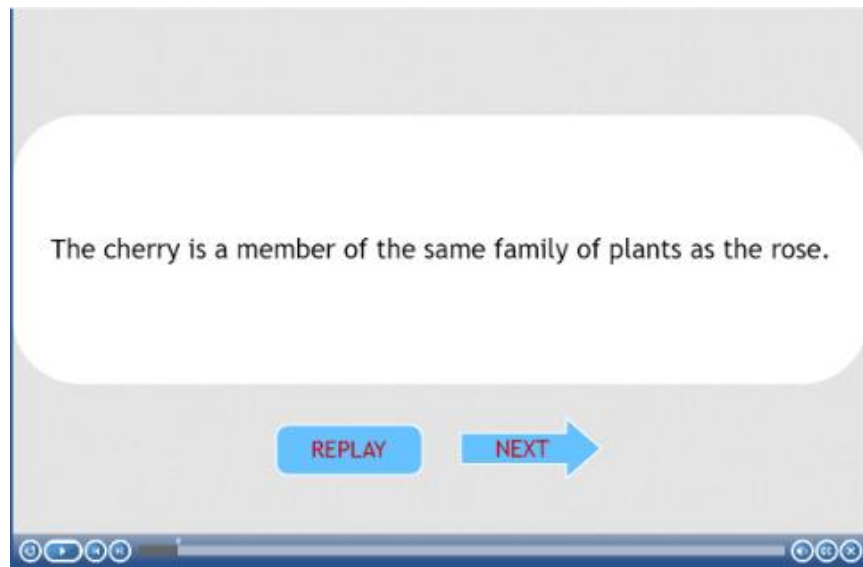 The cherry is a member of the same family of plants as the rose.
REPLAY
NEXT